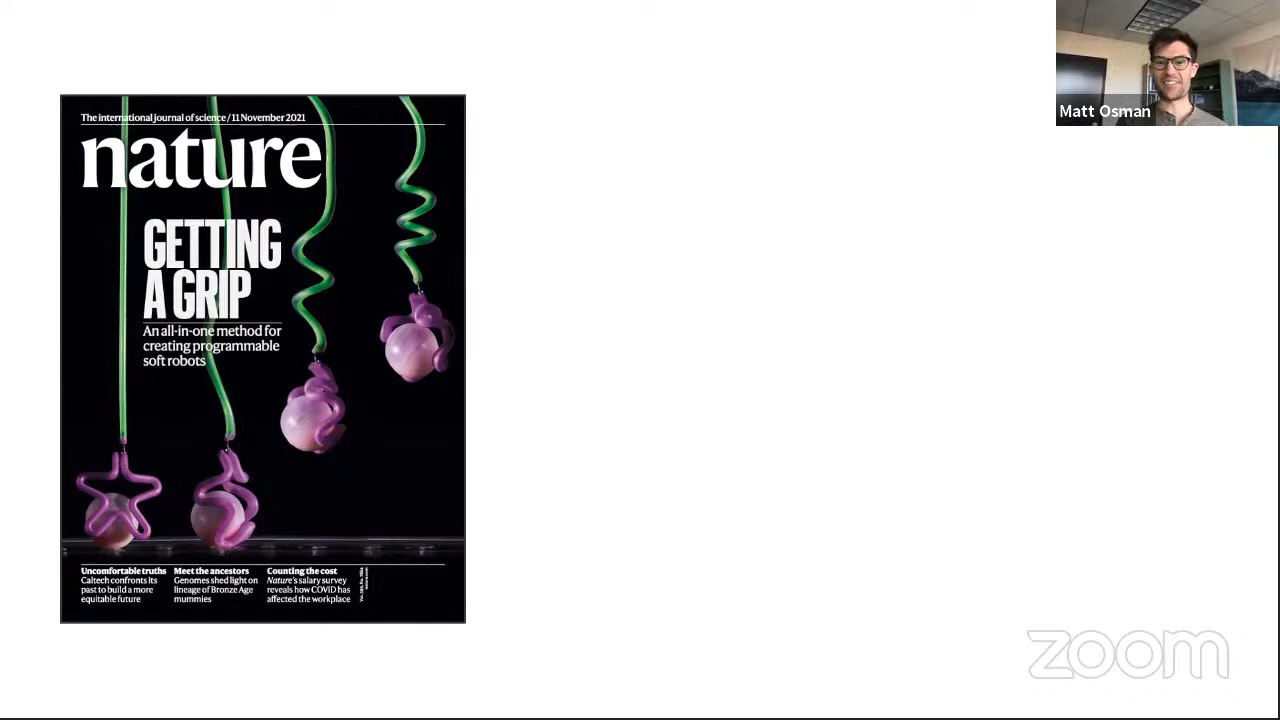 Matt Osman
The international journal of science / 11 November 2021
nature
GETTING
A GRIP
An all-in-one method for
creating programmable
soft robots
Uncomfortable truths
Caltech confronts its
past to build a more
equitable future
Meet the ancestors
Genomes shed light on
lineage of Bronze Age
mummies
Counting the cost
Nature's salary survey
reveals how COVID has
affected the workplace
zoom